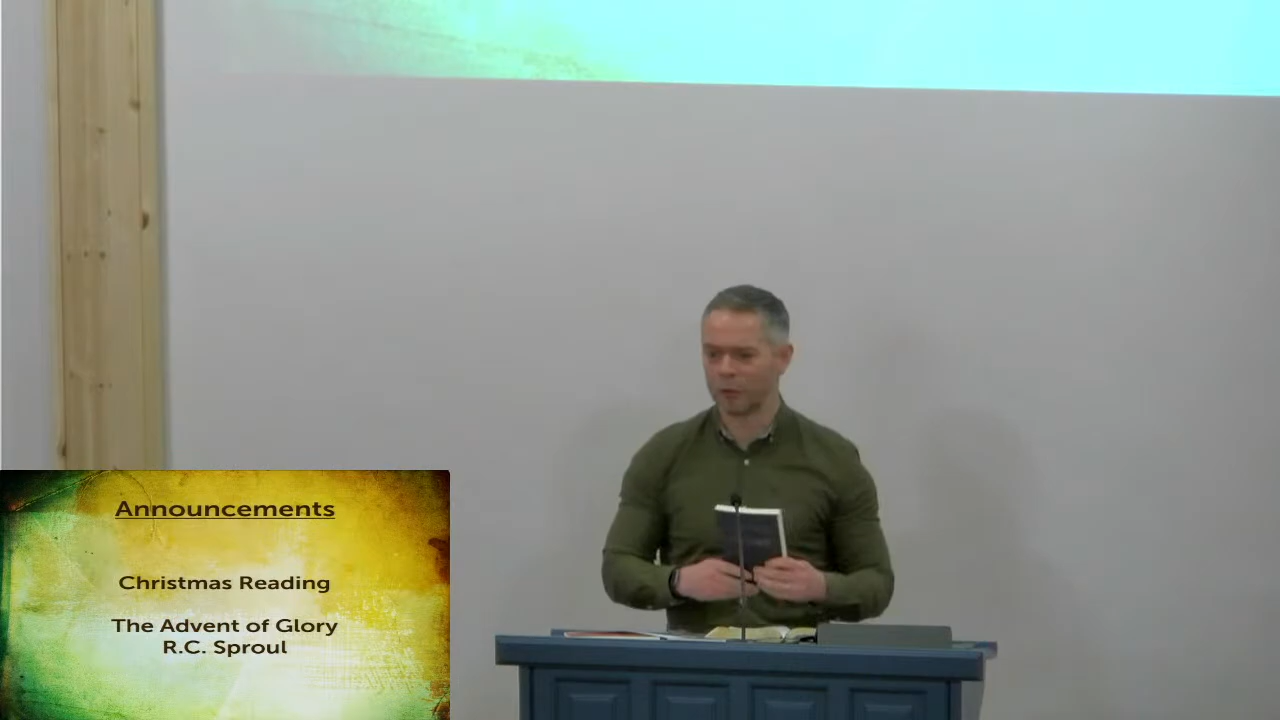 Announcements
Christmas Reading
The Advent of Glory
R.C. Sproul